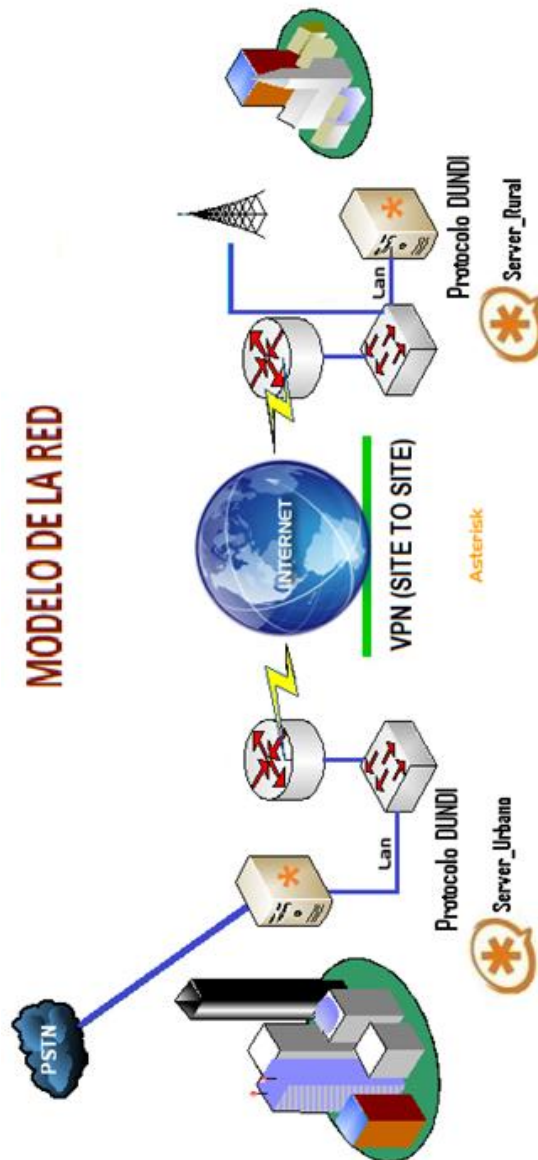 MODELO DE LA RED
PSTN
INTERNET
Lan
Lan
VPN (SITE TO SITE)
Protocolo DUNDI
Protocolo DUNDI
Server_Urbano
Asterisk
Server_Rural